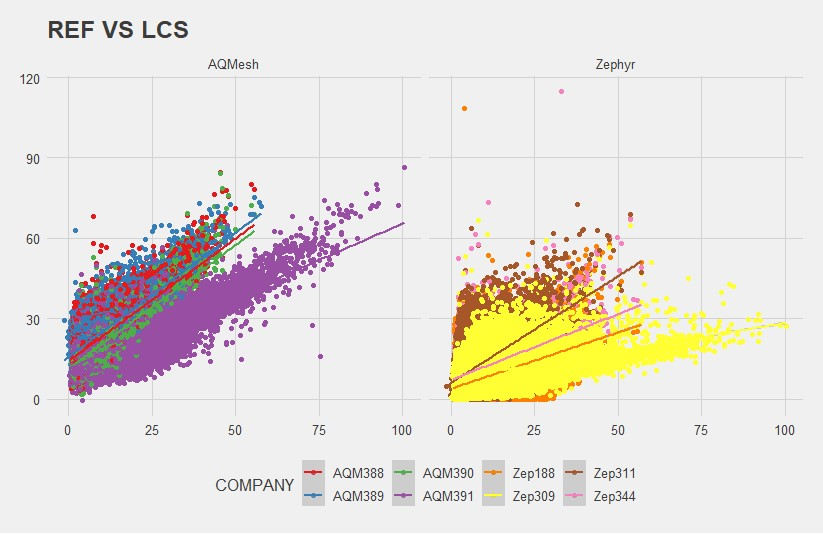 REF VS LCS
AQMesh Zephyr
120
90
60
30
0
0 25 50 75 100 0 25 50 75 100
COMPANY
AQM388 AQM390 Zep188 Zep311
AQM389 AQM391 Zep309 Zep344